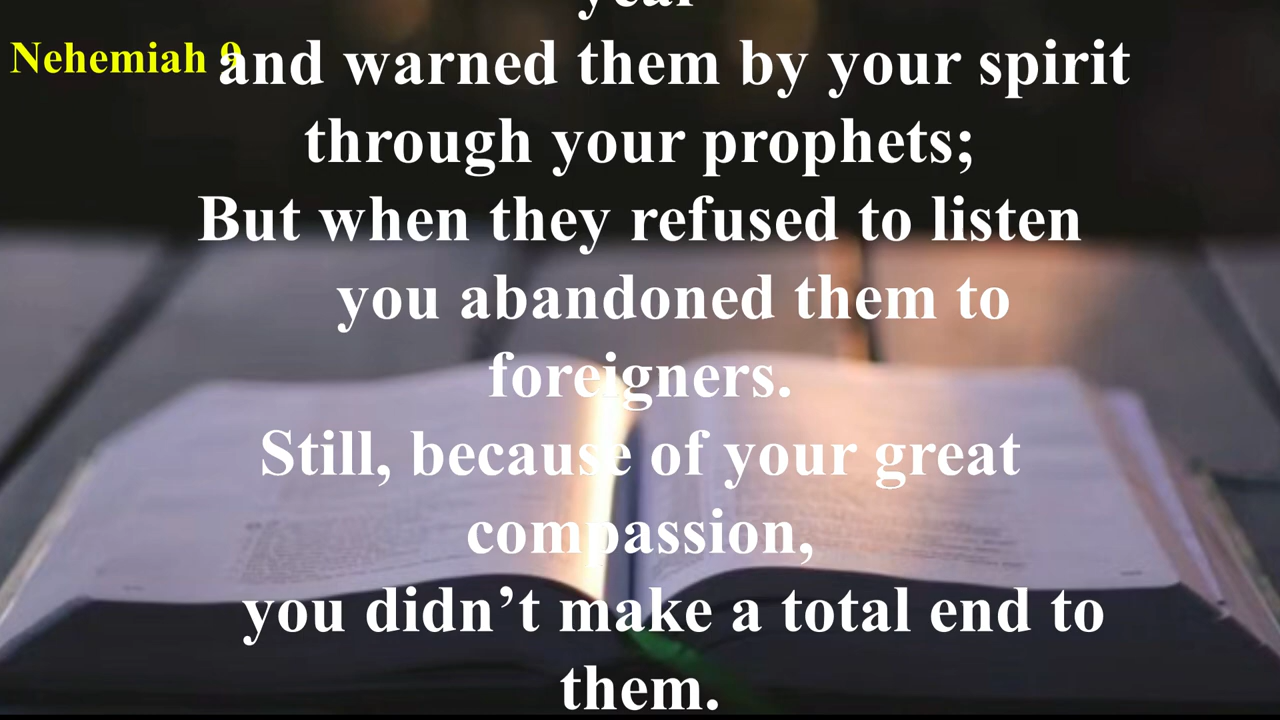 year
Nehemiah 9
and warned them by your spirit
through your prophets;
But when they refused to listen
you abandoned them to
foreigners.
Still, because of your great
compassion,
you didn’t make a total end to
them.